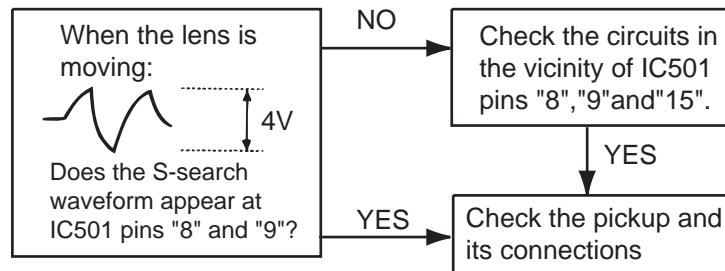 When the lens is
moving:
4V
Does the S-search
waveform appear at
IC501 pins "8" and "9"?
NO
Check the circuits in
the vicinity of IC501
pins "8","9"and"15".
YES
YES
Check the pickup and
its connections